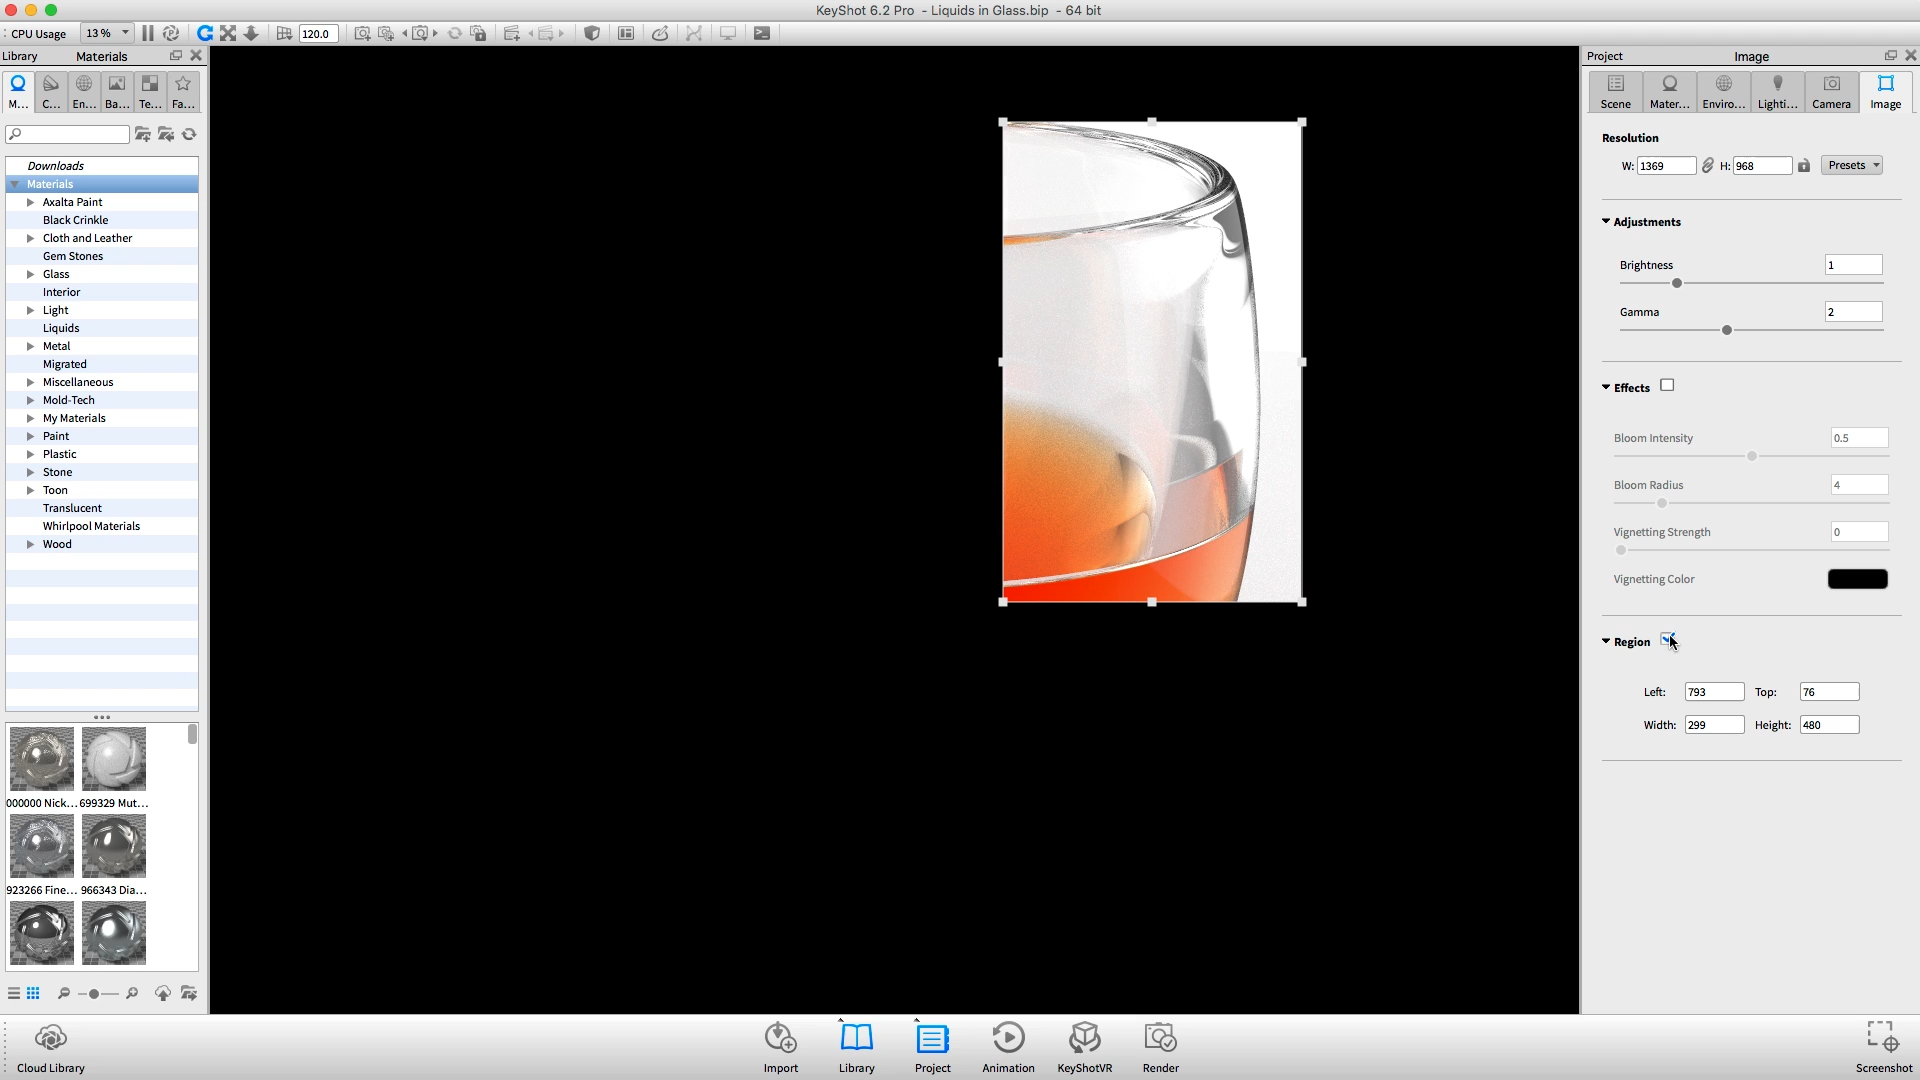 KeyShot 6.2 Pro - Liquids in Glass.bip - 64 bit
CPU Usage 13 % 120.0
Library Materials
M... C... En... Ba... Te... Fa...
Downloads
Materials
Axalta Paint
Black Crinkle
Cloth and Leather
Gem Stones
Glass
Interior
Light
Liquids
Metal
Migrated
Miscellaneous
Mold-Tech
My Materials
Paint
Plastic
Stone
Toon
Translucent
Whirlpool Materials
Wood
000000 Nick... 699329 Mut...
923266 Fine... 966343 Dia...
Project Image
Scene Mater... Enviro... Lighti... Camera Image
Resolution
W: 1369 H: 968 Presets
Adjustments
Brightness 1
Gamma 2
Effects
Bloom Intensity 0.5
Bloom Radius 4
Vignetting Strength 0
Vignetting Color
Region
Left: 793 Top: 76
Width: 299 Height: 480
Cloud Library Import Library Project Animation KeyShotVR Render Screenshot